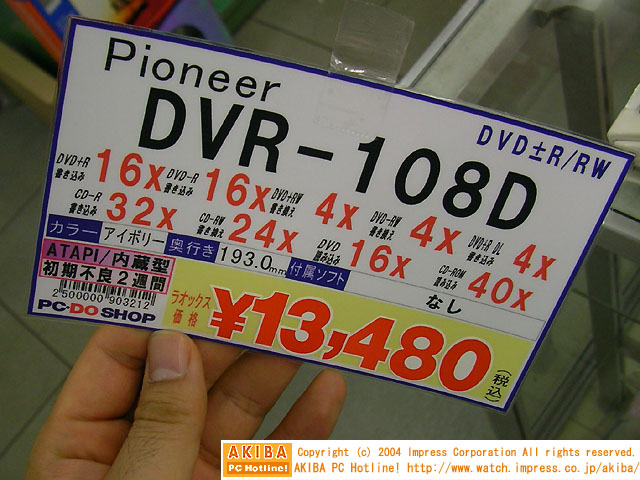 Pioneer
DVR-108D
DVD±R/RW
DVD+R 書き込み 16x DVD-R 書き込み 16x DVD+RW 書き換え 4x DVD-RW 書き換え 4x DVD+R DL 書き込み 4x
CD-R 書き込み 32x CD-RW 書き換え 24x DVD 読み込み 16x CD-ROM 読み込み 40x
カラー アイボリー 奥行き 193.0mm 付属ソフト なし
ATAPI/内蔵型
初期不良2週間
2500000903212
PC-DO SHOP
ラオックス価格 ¥13,480 (税込)
AKIBA PC Hotline!
Copyright (c) 2004 Impress Corporation All rights reserved.
AKIBA PC Hotline! http://www.watch.impress.co.jp/akiba/